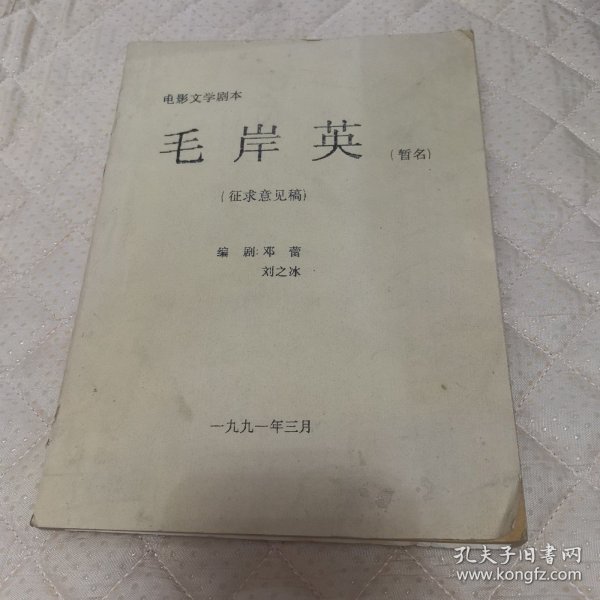 电影文学剧本
毛岸英(暂名)
(征求意见稿)
编剧:邓蕾
刘之冰
一九九一年三月
孔夫子旧书网
www.kongfz.com